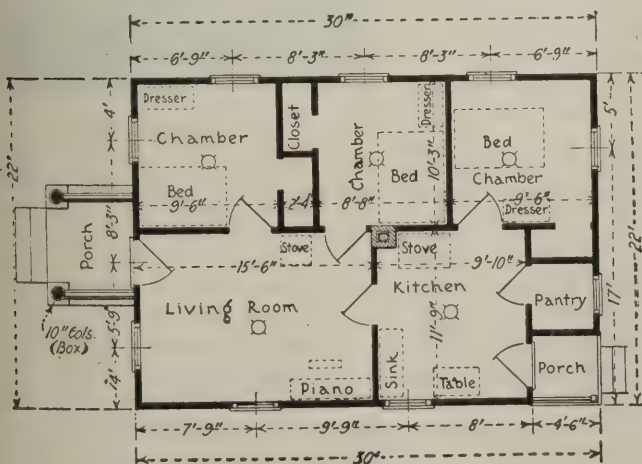 30'
6'-9" 8'-3" 8'-3" 6'-9"
Dresser
Closet
Dresser
4'
5'
Chamber
Chamber
Bed
Chamber
Bed
Bed
10'-3"
22'
9'-6" 2'-4" 8'-8" 9'-6"
Dresser
8'-3"
Porch
Stove
Stove
15'-6" 9'-10"
22'
Living Room
Kitchen
Pantry
17'
10" Cols.
(Box)
5'-9"
11'-9"
Sink
Porch
4'
Piano
Table
7'-9" 9'-9" 8' 4'-6"
30'